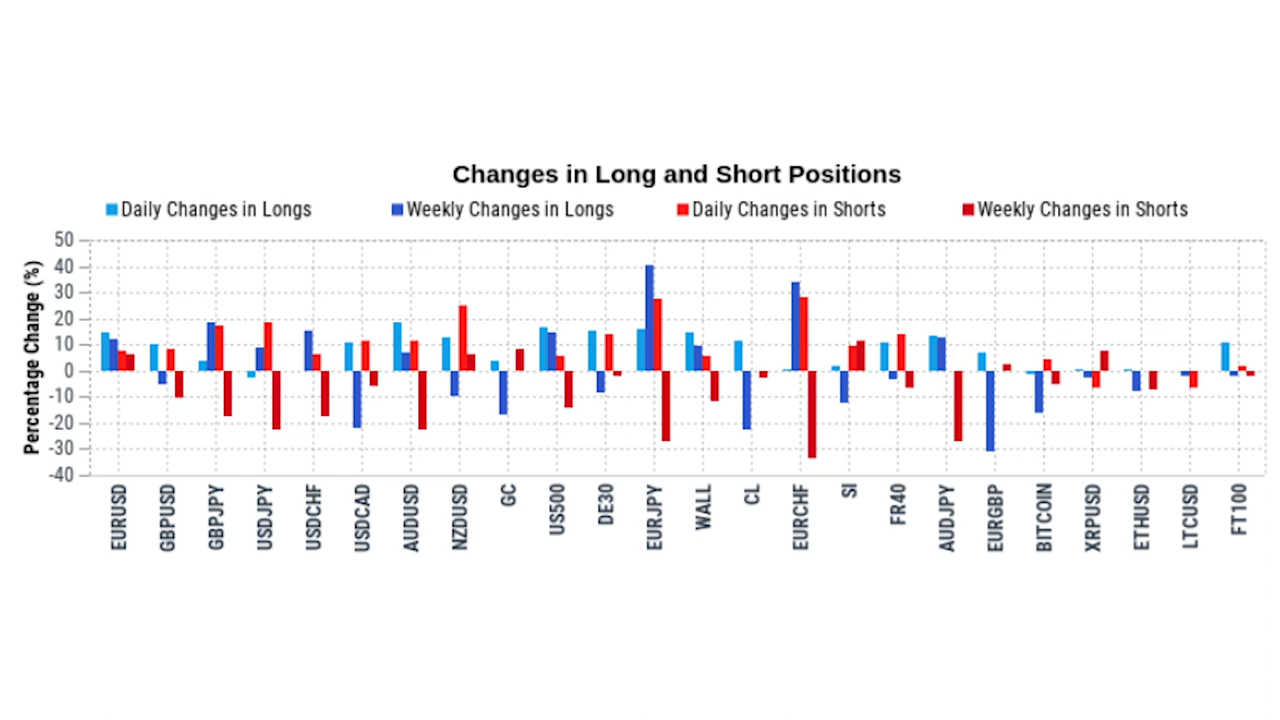 Changes in Long and Short Positions
Daily Changes in Longs
Weekly Changes in Longs
Daily Changes in Shorts
Weekly Changes in Shorts
Percentage Change (%)
50
40
30
20
10
0
-10
-20
-30
-40
EURUSD
GBPUSD
GBPJPY
USDJPY
USDCHF
USDCAD
AUDUSD
NZDUSD
GC
US500
DE30
EURJPY
WALL
CL
EURCHF
SI
FR40
AUDJPY
EURGBP
BITCOIN
XRPUSD
ETHUSD
LTCUSD
FT100